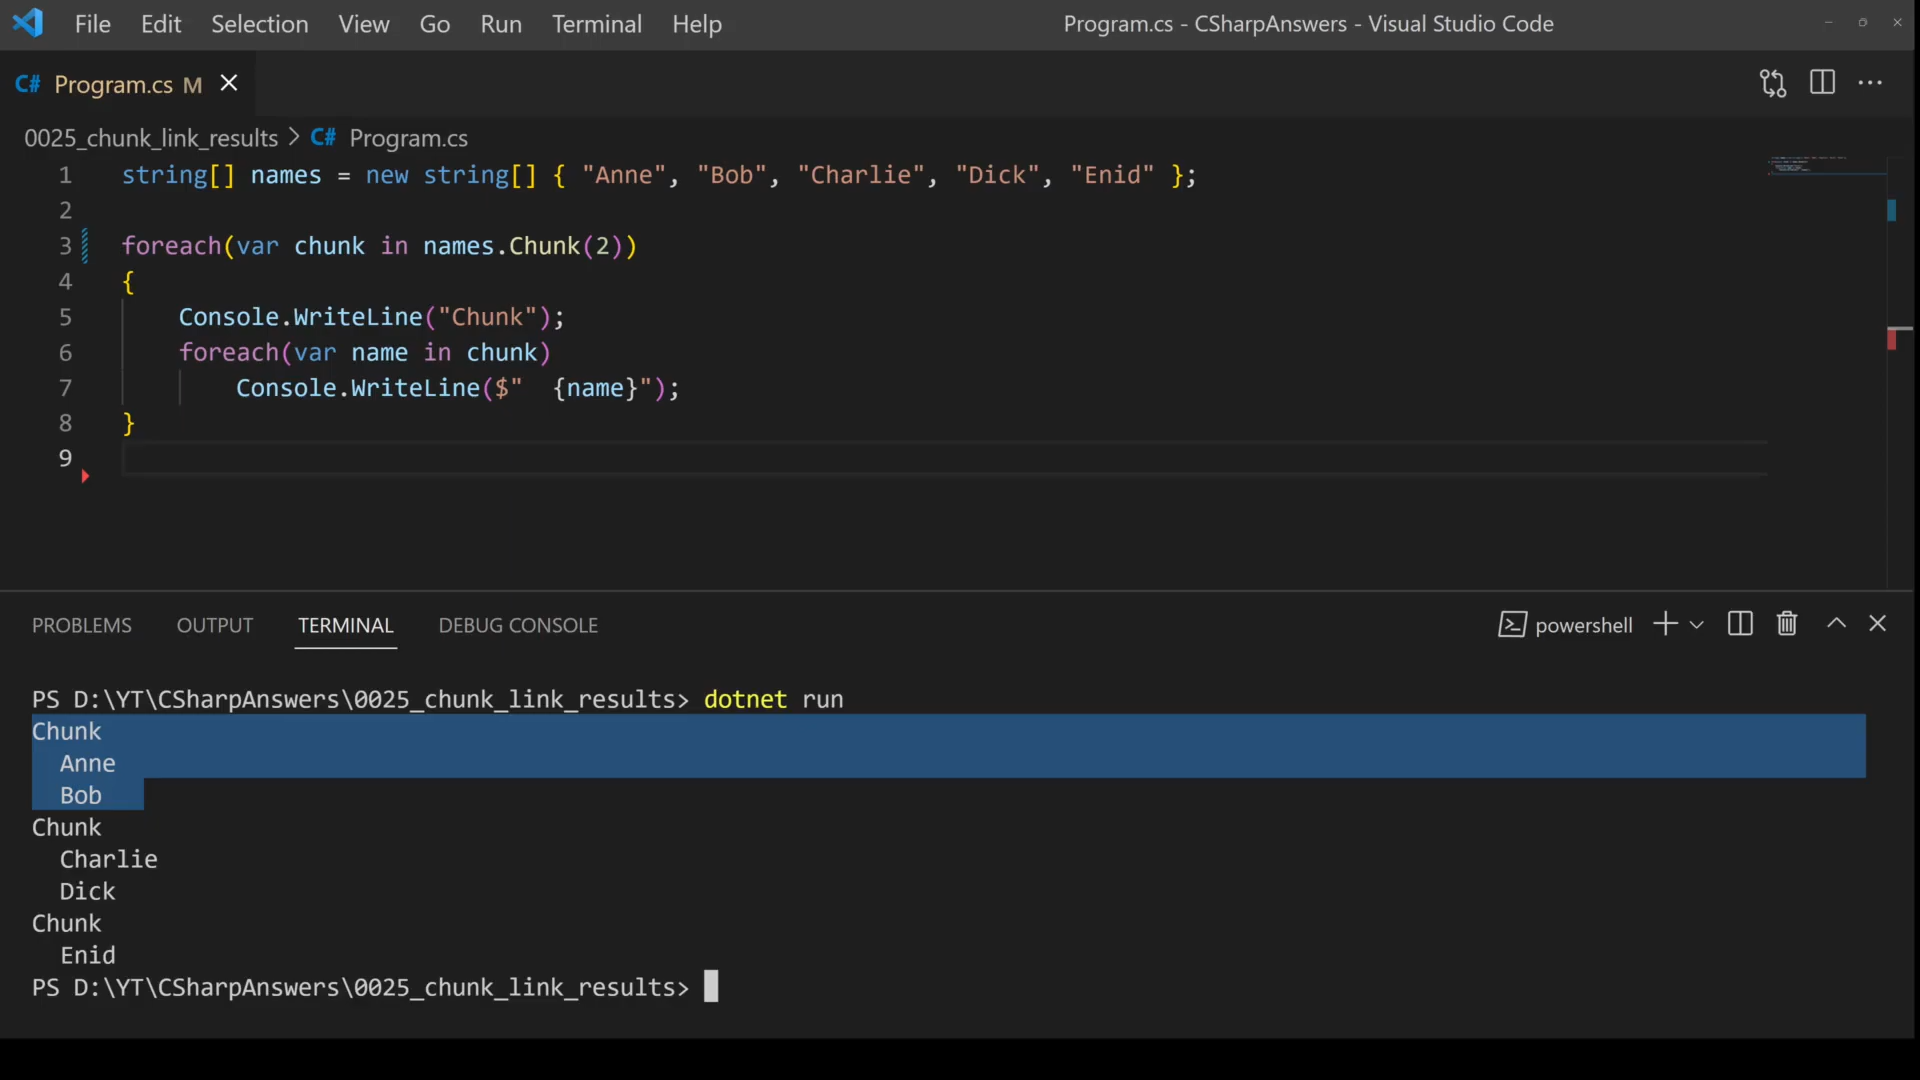 File Edit Selection View Go Run Terminal Help Program.cs - CSharpAnswers - Visual Studio Code
C# Program.cs M
0025_chunk_link_results > C# Program.cs
1 string[] names = new string[] { "Anne", "Bob", "Charlie", "Dick", "Enid" };
2
3 foreach(var chunk in names.Chunk(2))
4 {
5     Console.WriteLine("Chunk");
6     foreach(var name in chunk)
7         Console.WriteLine($"  {name}");
8 }
9
PROBLEMS OUTPUT TERMINAL DEBUG CONSOLE powershell
PS D:\YT\CSharpAnswers\0025_chunk_link_results> dotnet run
Chunk
  Anne
  Bob
Chunk
  Charlie
  Dick
Chunk
  Enid
PS D:\YT\CSharpAnswers\0025_chunk_link_results>